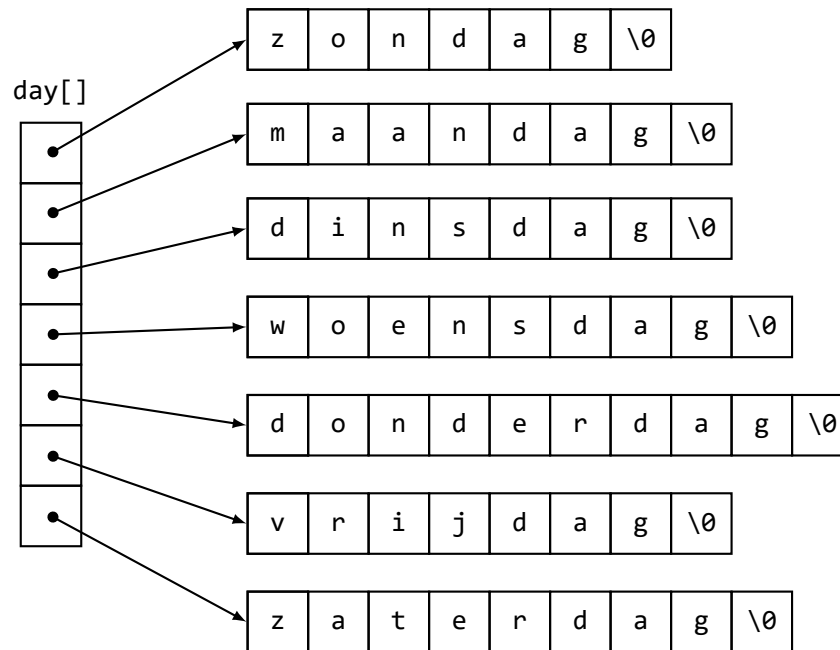 z o n d a g \0
day[]
m a a n d a g \0
d i n s d a g \0
w o e n s d a g \0
d o n d e r d a g \0
v r i j d a g \0
z a t e r d a g \0